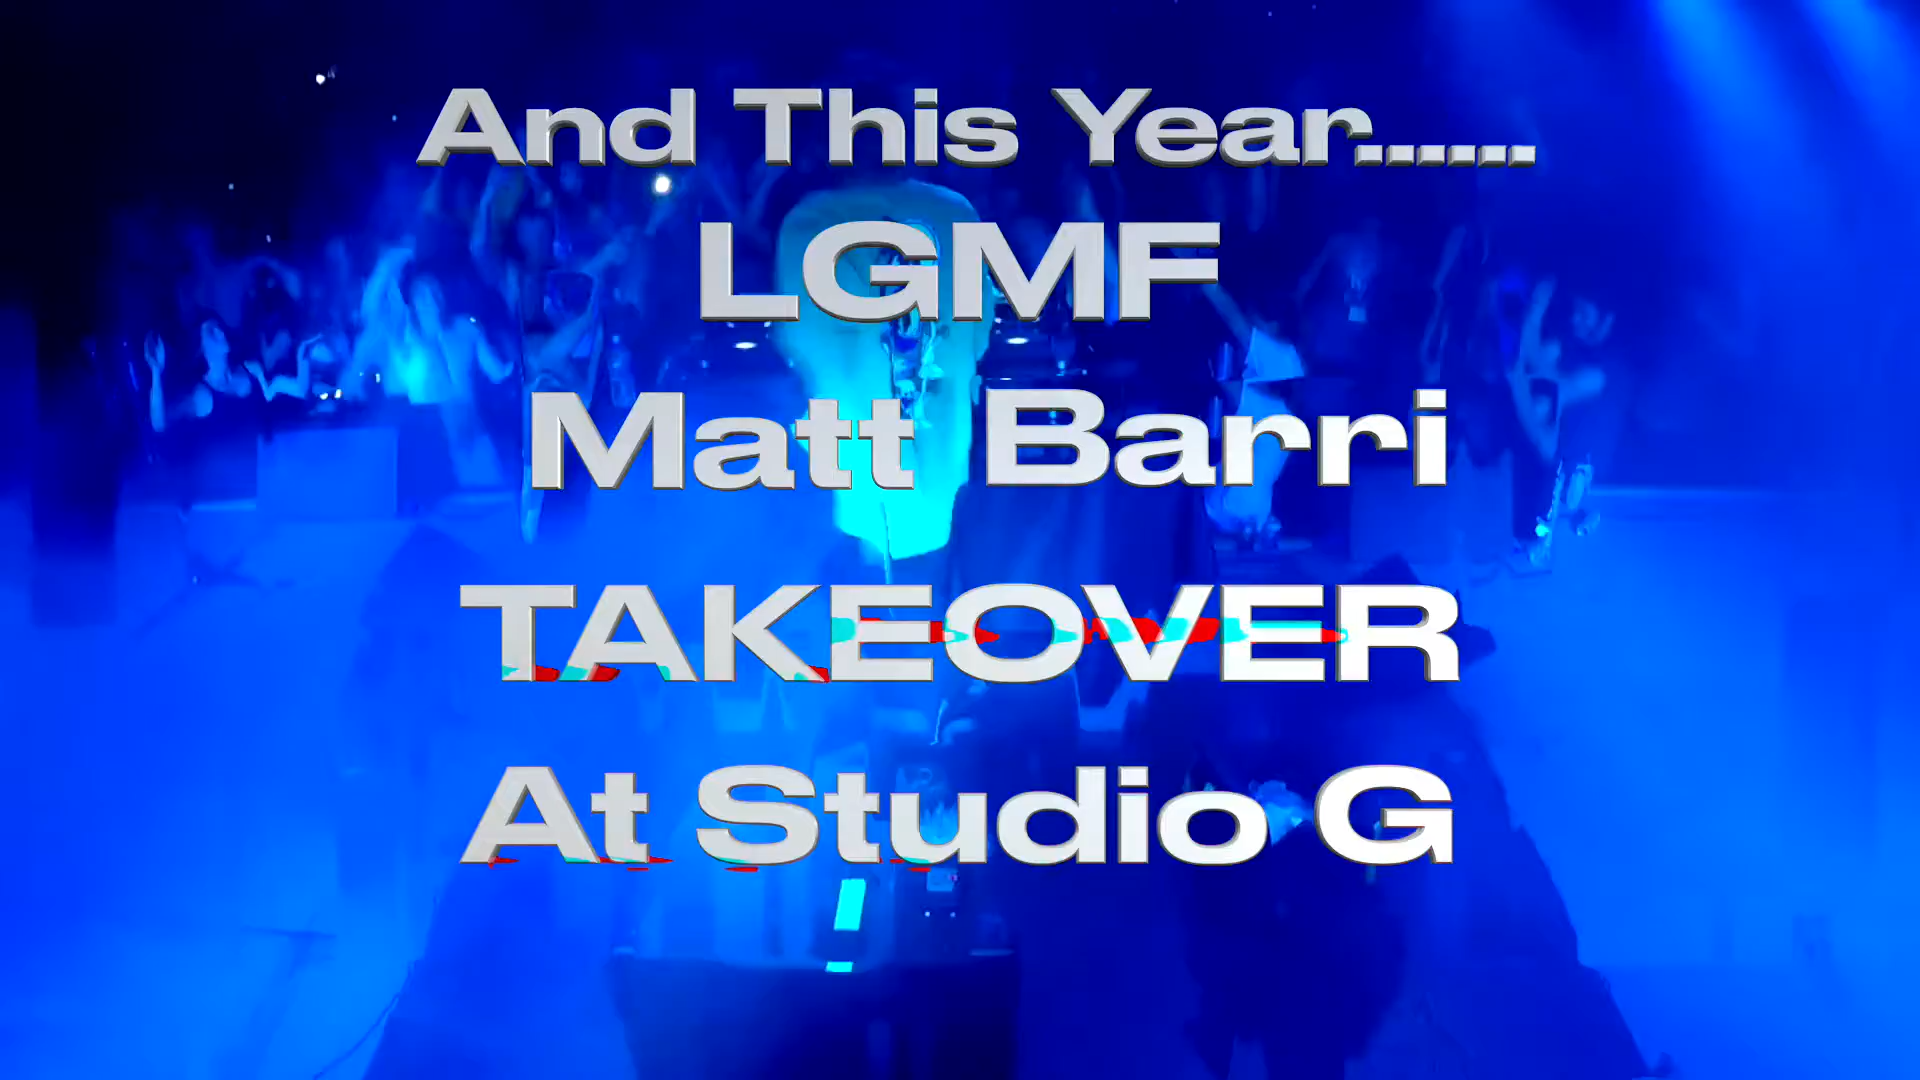 And This Year......
LGMF
Matt Barri
TAKEOVER
At Studio G